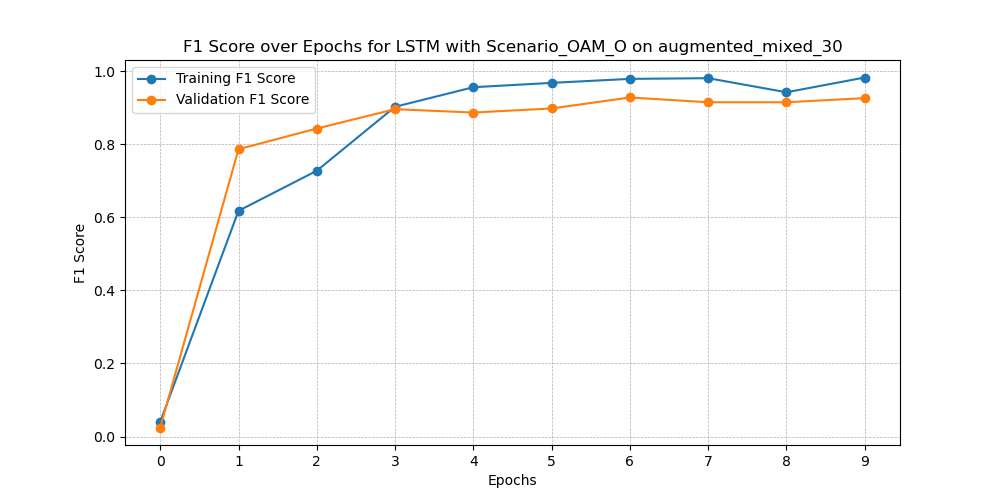 F1 Score over Epochs for LSTM with Scenario_OAM_O on augmented_mixed_30
Training F1 Score
Validation F1 Score
F1 Score
1.0
0.8
0.6
0.4
0.2
0.0
0 1 2 3 4 5 6 7 8 9
Epochs